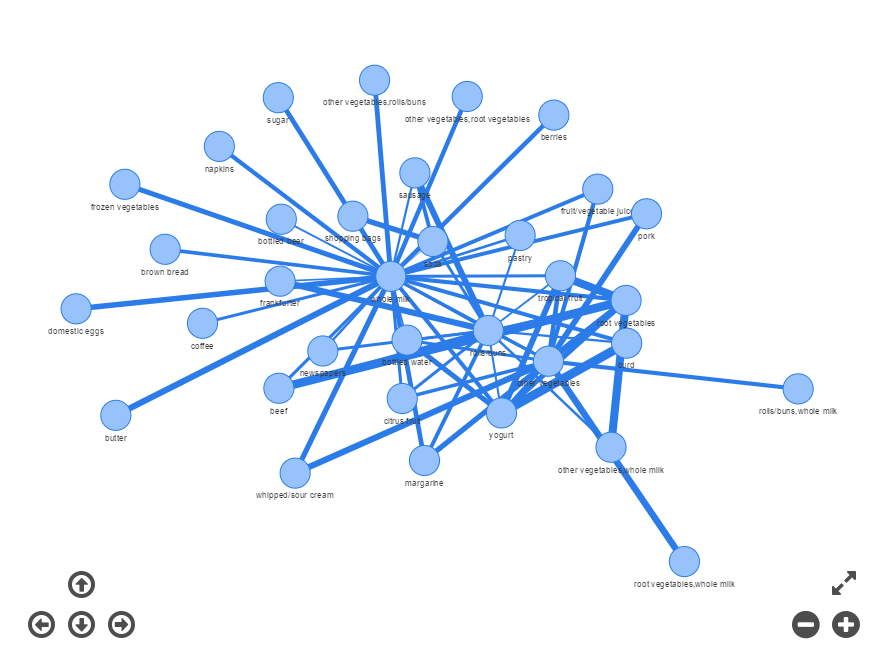 other vegetables,rolls/buns
sugar
other vegetables,root vegetables
berries
napkins
sausage
frozen vegetables
fruit/vegetable juice
bottled beer
shopping bags
pork
pastry
soda
brown bread
whole milk
tropical fruit
frankfurter
root vegetables
domestic eggs
coffee
rolls/buns
bottled water
curd
newspapers
other vegetables
beef
rolls/buns,whole milk
citrus fruit
butter
yogurt
other vegetables,whole milk
margarine
whipped/sour cream
root vegetables,whole milk